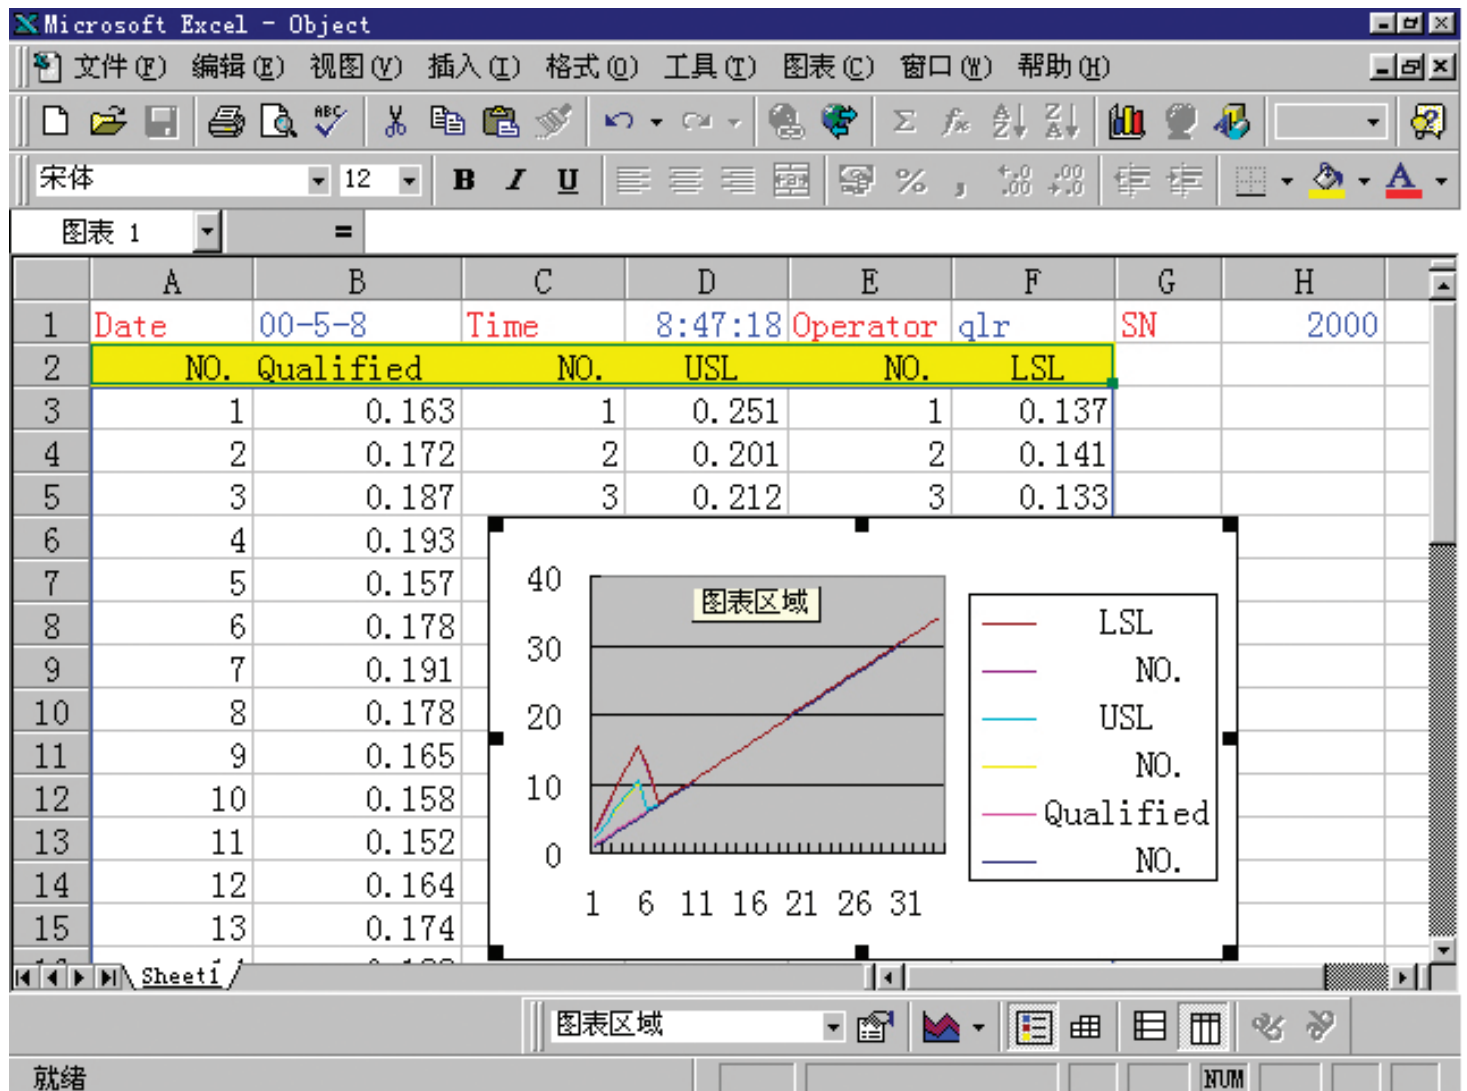 Microsoft Excel - Object
文件(F) 编辑(E) 视图(V) 插入(I) 格式(O) 工具(T) 图表(C) 窗口(W) 帮助(H)
ABC
宋体 12 B I U % , .00 .00 A
图表 1 =
A B C D E F G H
1 Date 00-5-8 Time 8:47:18 Operator qlr SN 2000
2 NO. Qualified NO. USL NO. LSL
3 1 0.163 1 0.251 1 0.137
4 2 0.172 2 0.201 2 0.141
5 3 0.187 3 0.212 3 0.133
6 4 0.193
7 5 0.157
8 6 0.178
9 7 0.191
10 8 0.178
11 9 0.165
12 10 0.158
13 11 0.152
14 12 0.164
15 13 0.174
图表区域
40
30
20
10
0
1 6 11 16 21 26 31
LSL
NO.
USL
NO.
Qualified
NO.
Sheet1
图表区域
就绪 NUM